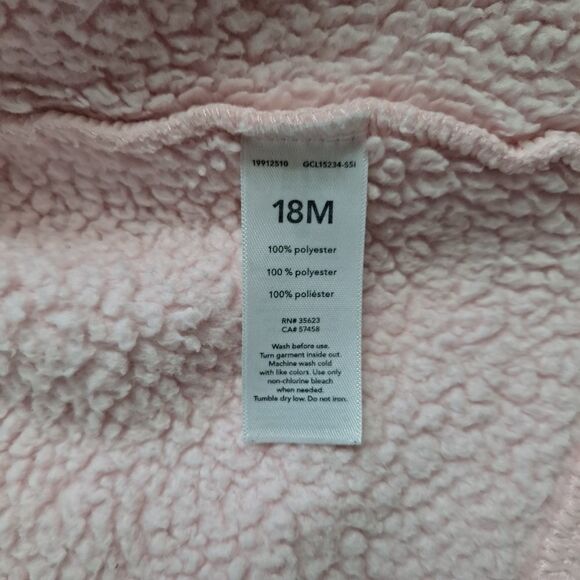 19912510 GCL15234-SSI
18M
100% polyester
100 % polyester
100% poliéster
RN# 35623
CA# 57458
Wash before use.
Turn garment inside out.
Machine wash cold
with like colors. Use only
non-chlorine bleach
when needed.
Tumble dry low. Do not iron.